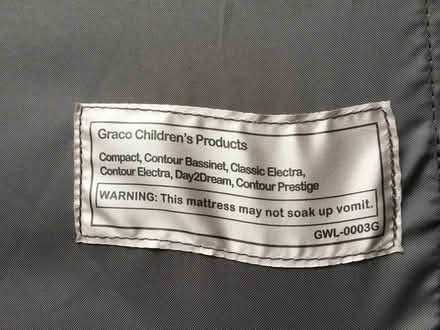 Graco Children's Products
Compact, Contour Bassinet, Classic Electra,
Contour Electra, Day2Dream, Contour Prestige
WARNING: This mattress may not soak up vomit.
GWL-0003G